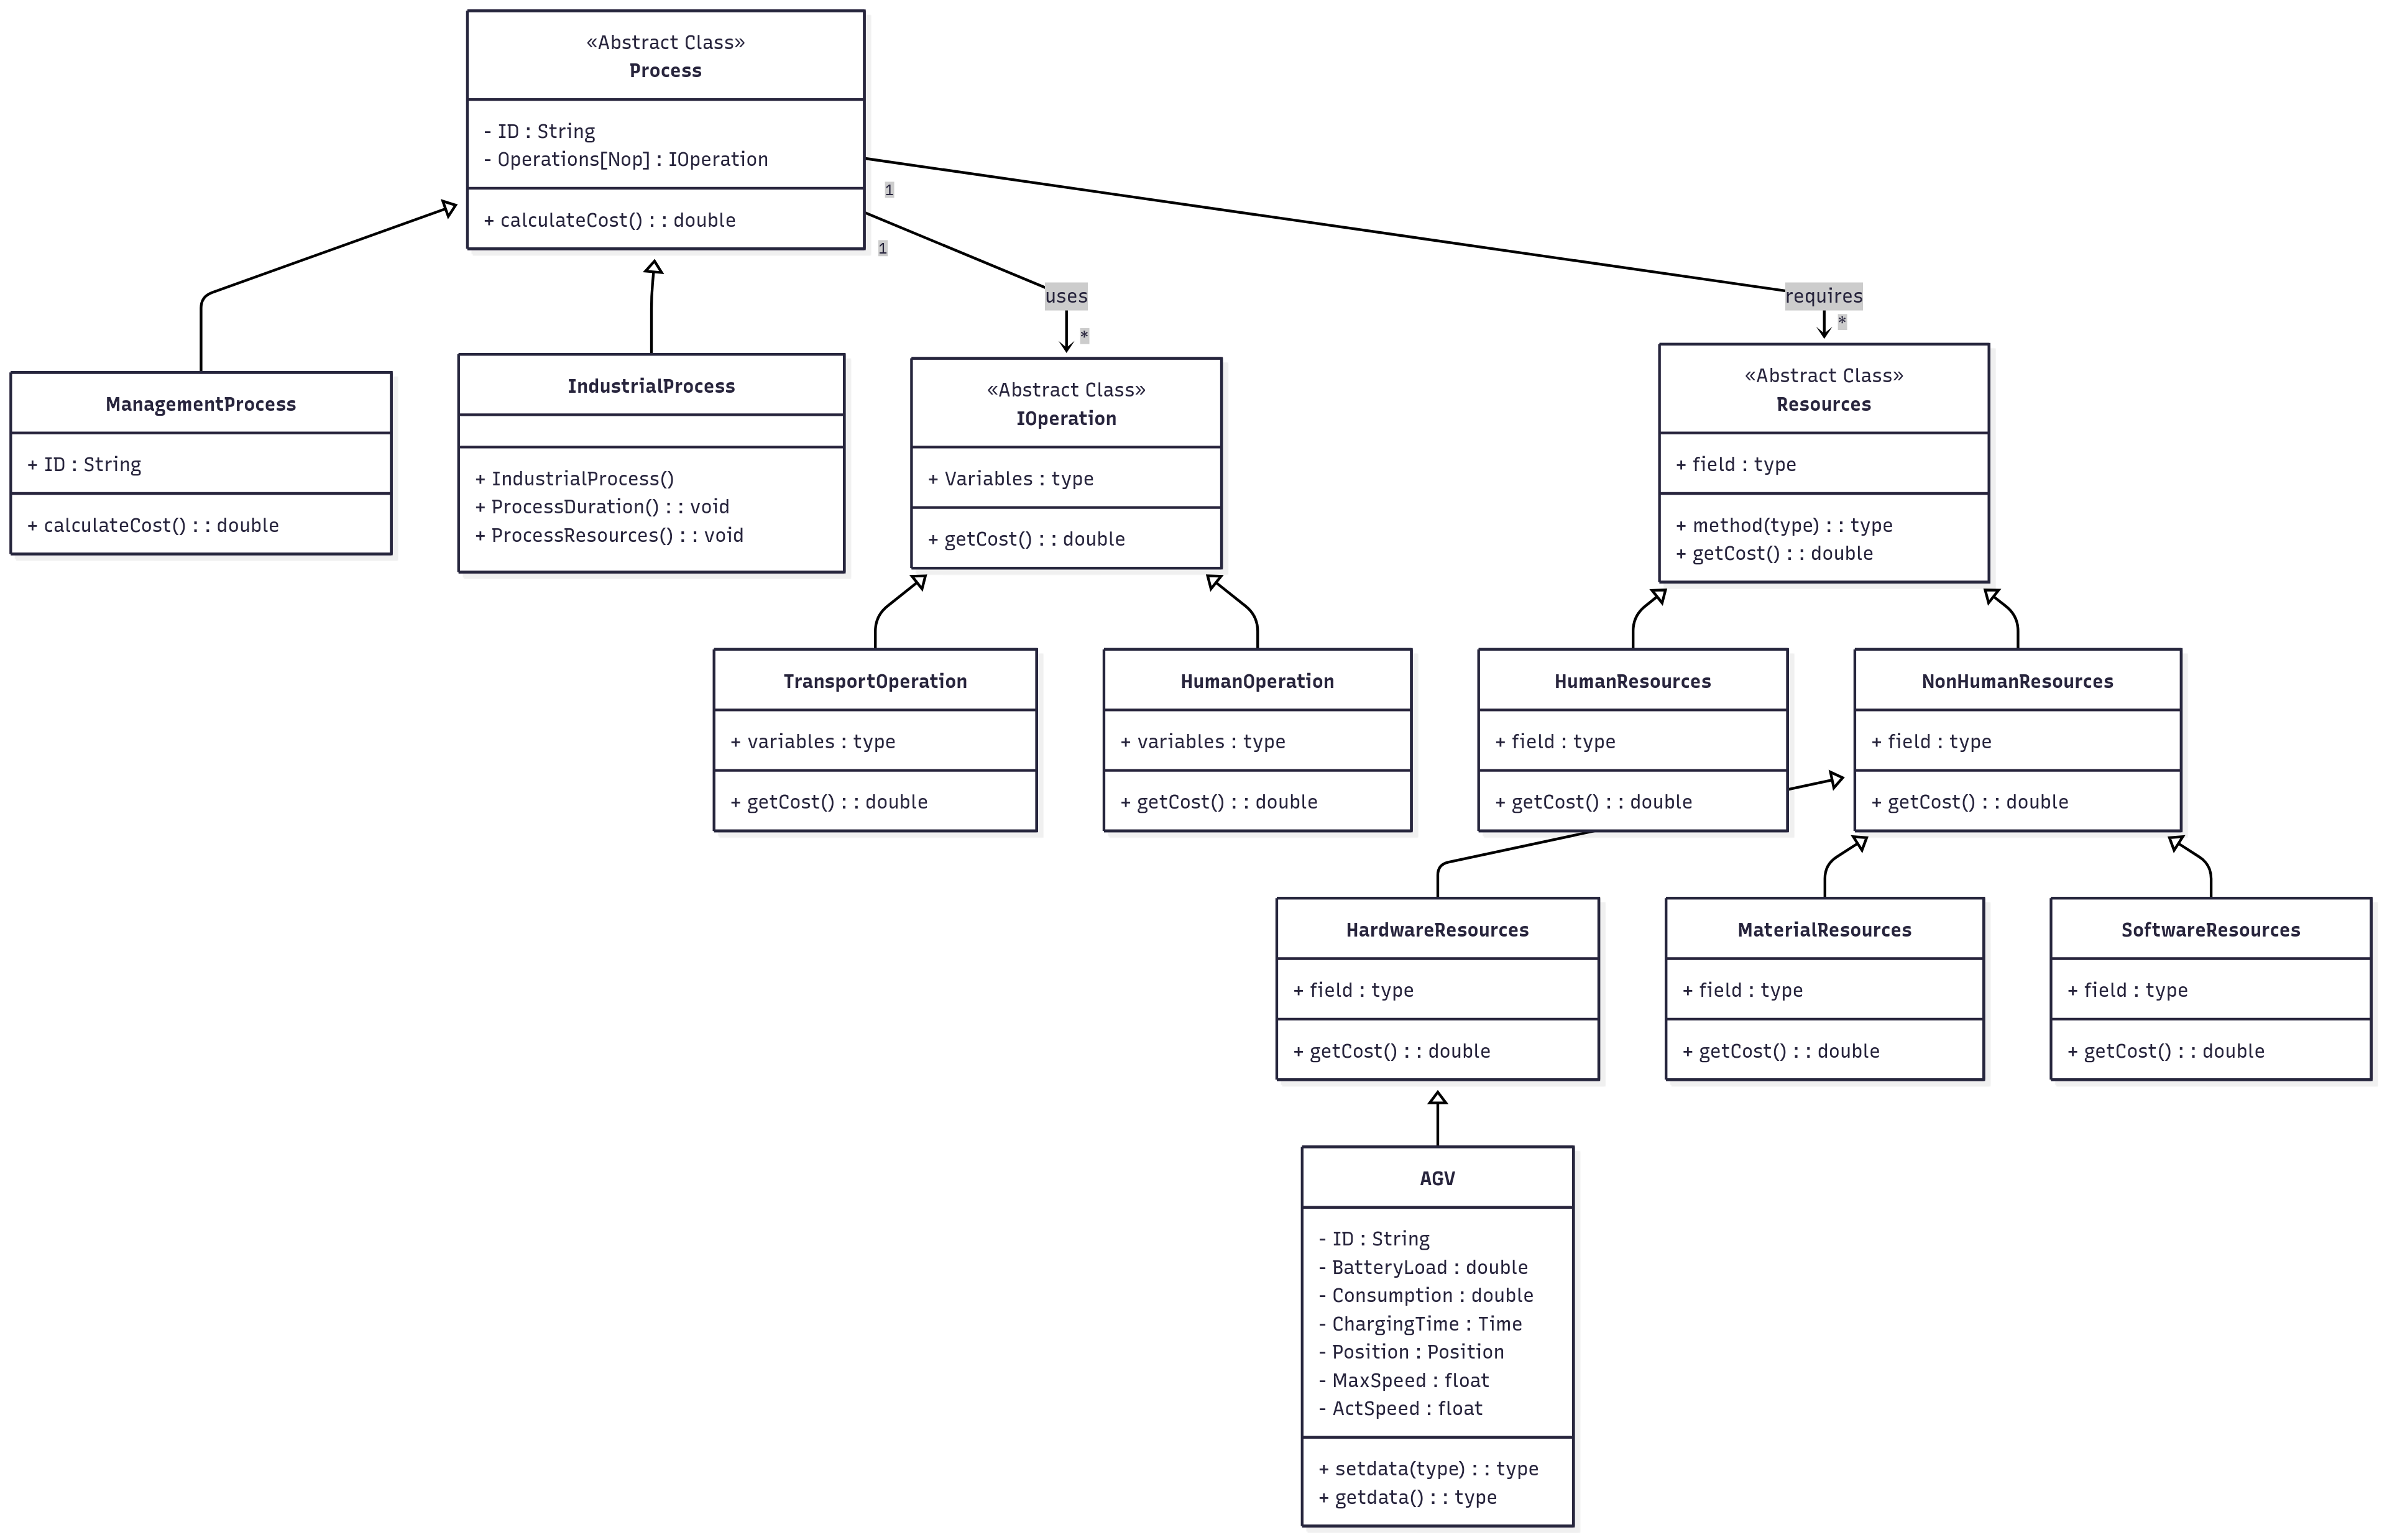 «Abstract Class»
Process
- ID : String
- Operations[Nop] : IOperation
+ calculateCost() : : double
1
1
uses
*
requires
*
ManagementProcess
+ ID : String
+ calculateCost() : : double
IndustrialProcess
+ IndustrialProcess()
+ ProcessDuration() : : void
+ ProcessResources() : : void
«Abstract Class»
IOperation
+ Variables : type
+ getCost() : : double
«Abstract Class»
Resources
+ field : type
+ method(type) : : type
+ getCost() : : double
TransportOperation
+ variables : type
+ getCost() : : double
HumanOperation
+ variables : type
+ getCost() : : double
HumanResources
+ field : type
+ getCost() : : double
NonHumanResources
+ field : type
+ getCost() : : double
HardwareResources
+ field : type
+ getCost() : : double
MaterialResources
+ field : type
+ getCost() : : double
SoftwareResources
+ field : type
+ getCost() : : double
AGV
- ID : String
- BatteryLoad : double
- Consumption : double
- ChargingTime : Time
- Position : Position
- MaxSpeed : float
- ActSpeed : float
+ setdata(type) : : type
+ getdata() : : type